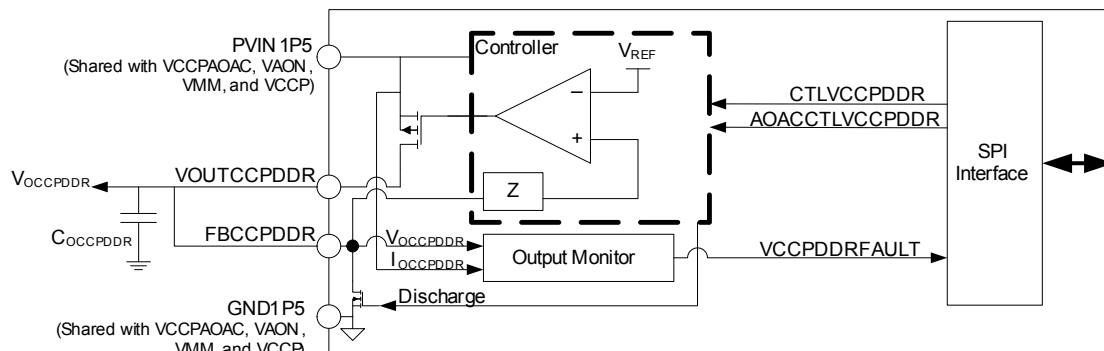 PVIN 1P5
(Shared with VCCPAOAC, VAON,
VMM, and VCCP)
Controller
VREF
−
+
Z
CTLVCCPDDR
AOACCTLVCCPDDR
SPI
Interface
VOCCPDDR
VOUTCCPDDR
COCCPDDR
FBCCPDDR
VOCCPDDR
IOCCPDDR
Output Monitor
VCCPDDRFAULT
Discharge
GND1P5
(Shared with VCCPAOAC, VAON,
VMM, and VCCP)